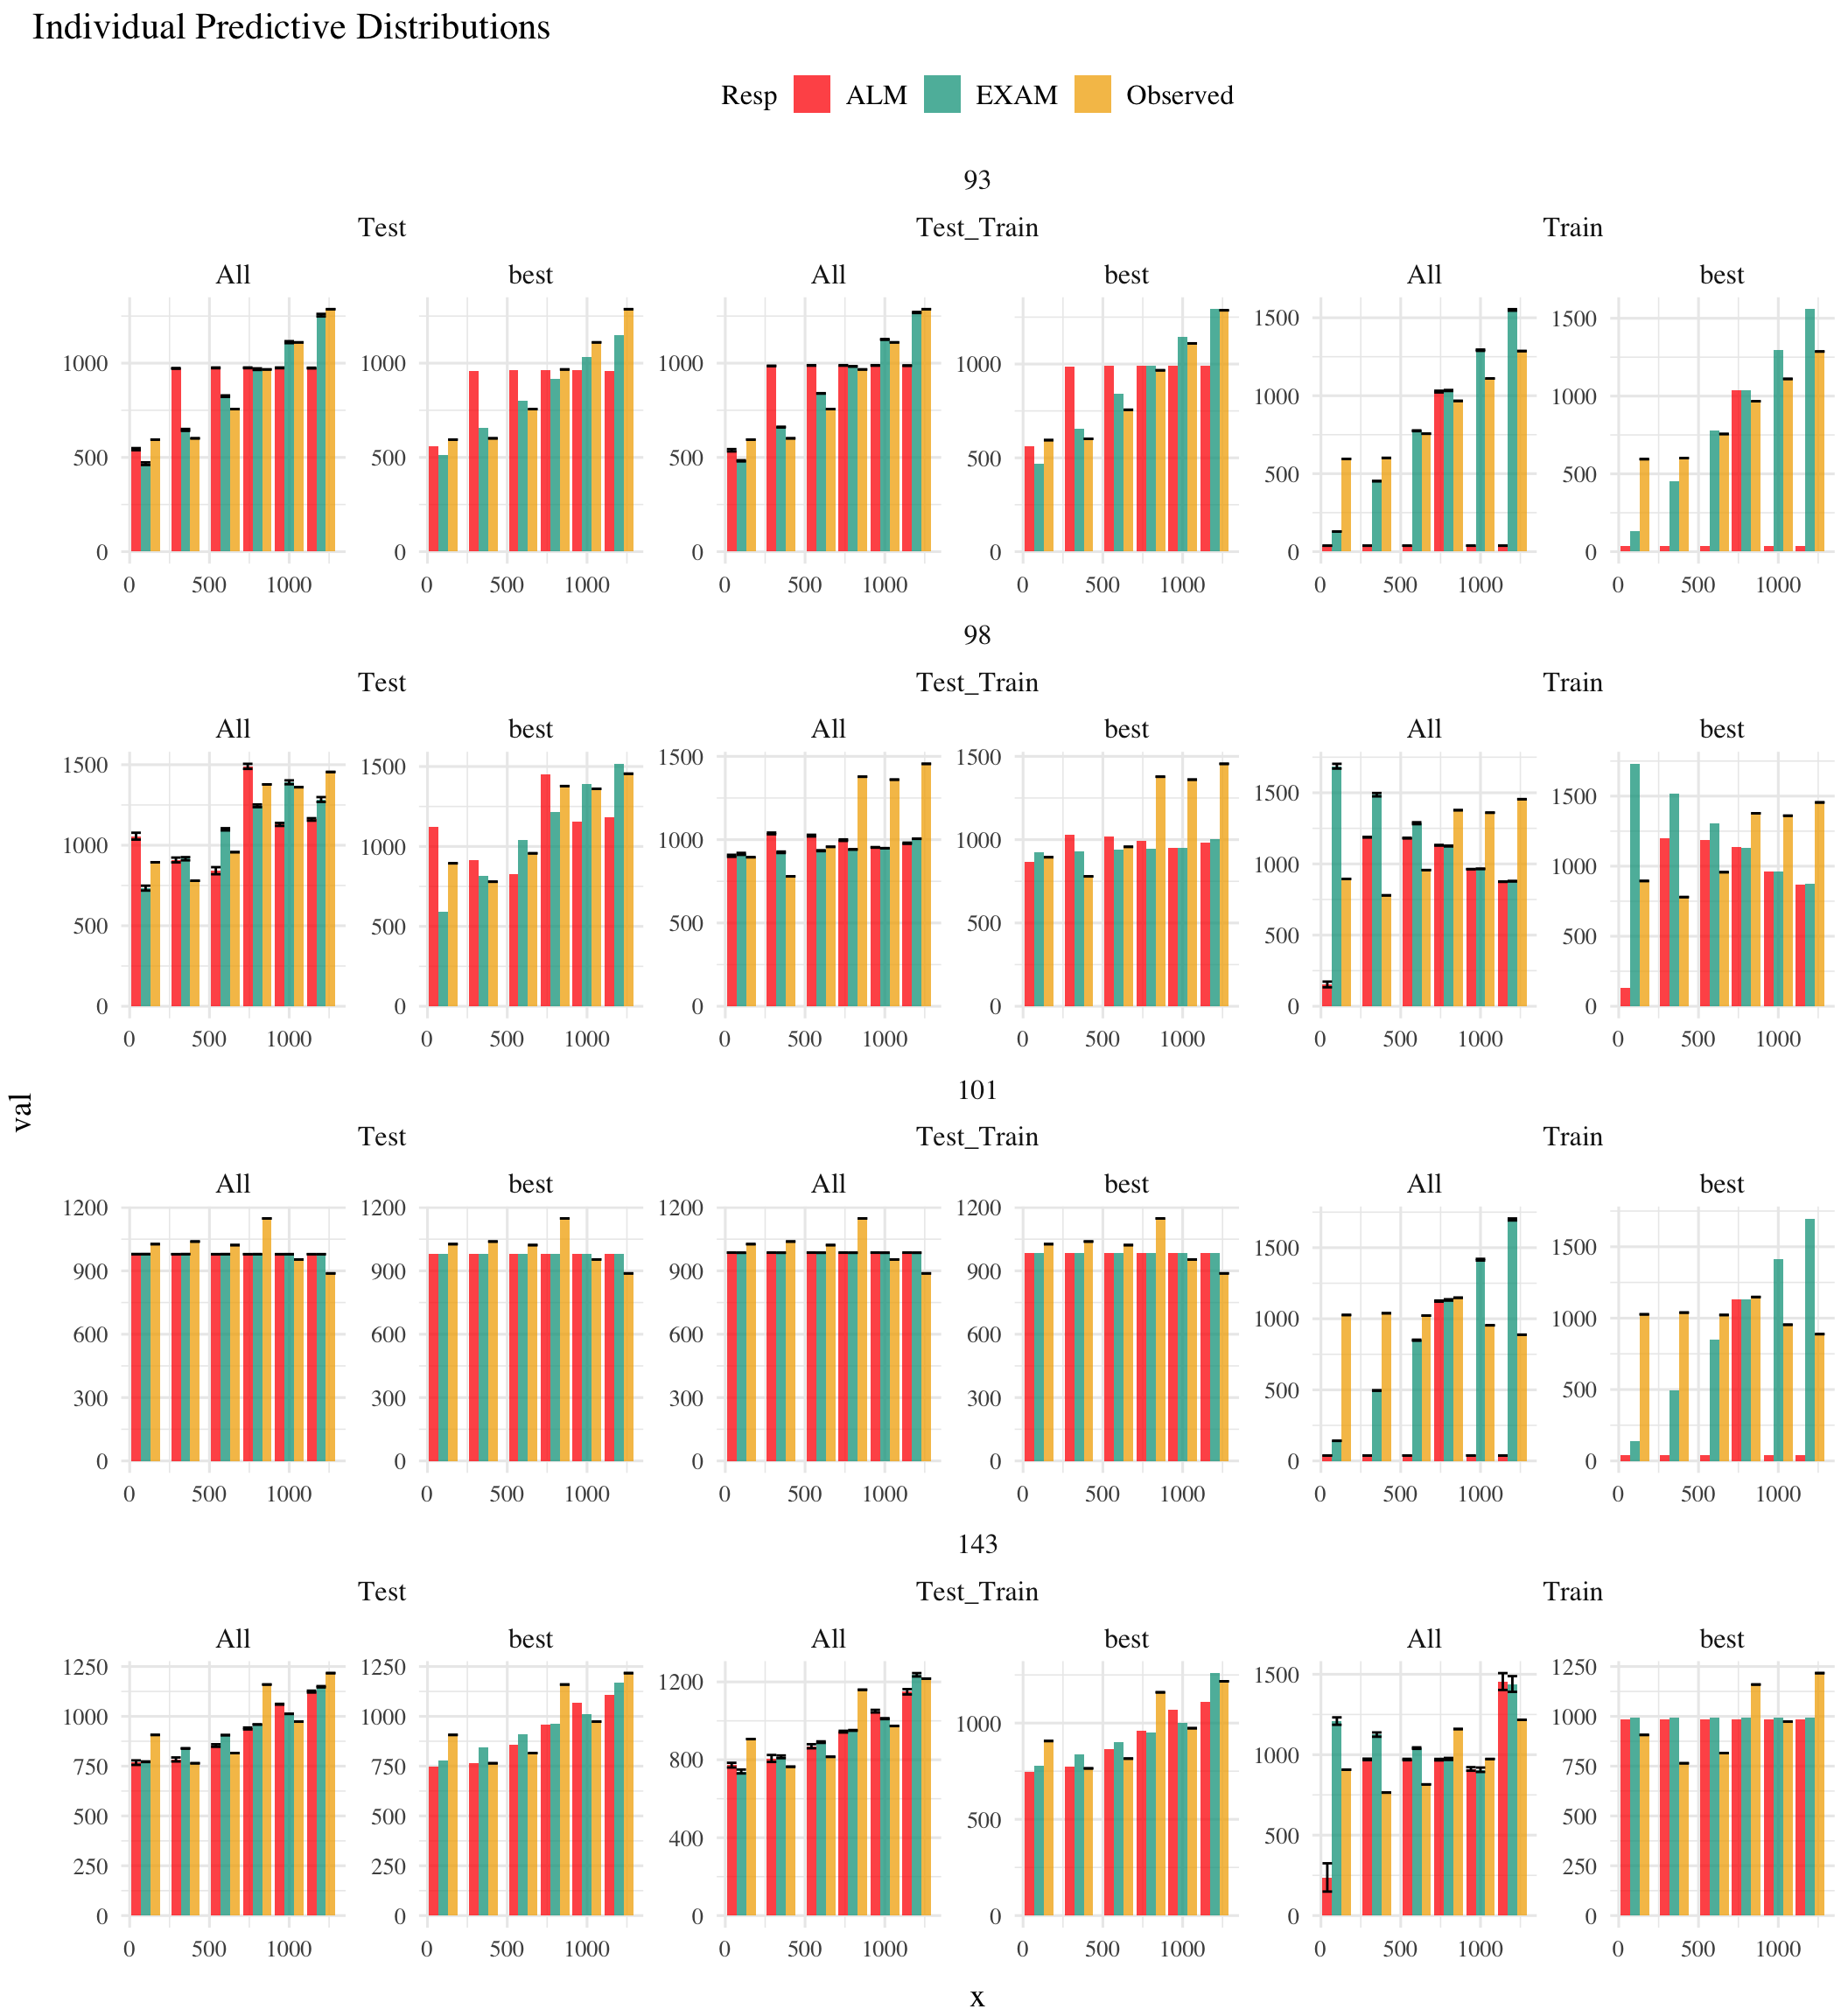 Individual Predictive Distributions
Resp ALM EXAM Observed
93
Test Test_Train Train
All best All best All best
1000 1000 1000 1000 1500 1500
500 500 500 500 1000 1000
0 0 0 0 500 500
0 0
0 500 1000 0 500 1000 0 500 1000 0 500 1000 0 500 1000 0 500 1000
98
Test Test_Train Train
All best All best All best
1500 1500 1500 1500 1500 1500
1000 1000 1000 1000 1000 1000
500 500 500 500 500 500
0 0 0 0 0 0
0 500 1000 0 500 1000 0 500 1000 0 500 1000 0 500 1000 0 500 1000
val
101
Test Test_Train Train
All best All best All best
1200 1200 1200 1200 1500 1500
900 900 900 900 1000 1000
600 600 600 600 500 500
300 300 300 300 0 0
0 0 0 0
0 500 1000 0 500 1000 0 500 1000 0 500 1000 0 500 1000 0 500 1000
143
Test Test_Train Train
All best All best All best
1250 1250 1200 1000 1500 1250
1000 1000 800 500 1000 1000
750 750 400 0 500 750
500 500 0 0 500
250 250 250
0 0 0
0 500 1000 0 500 1000 0 500 1000 0 500 1000 0 500 1000 0 500 1000
x